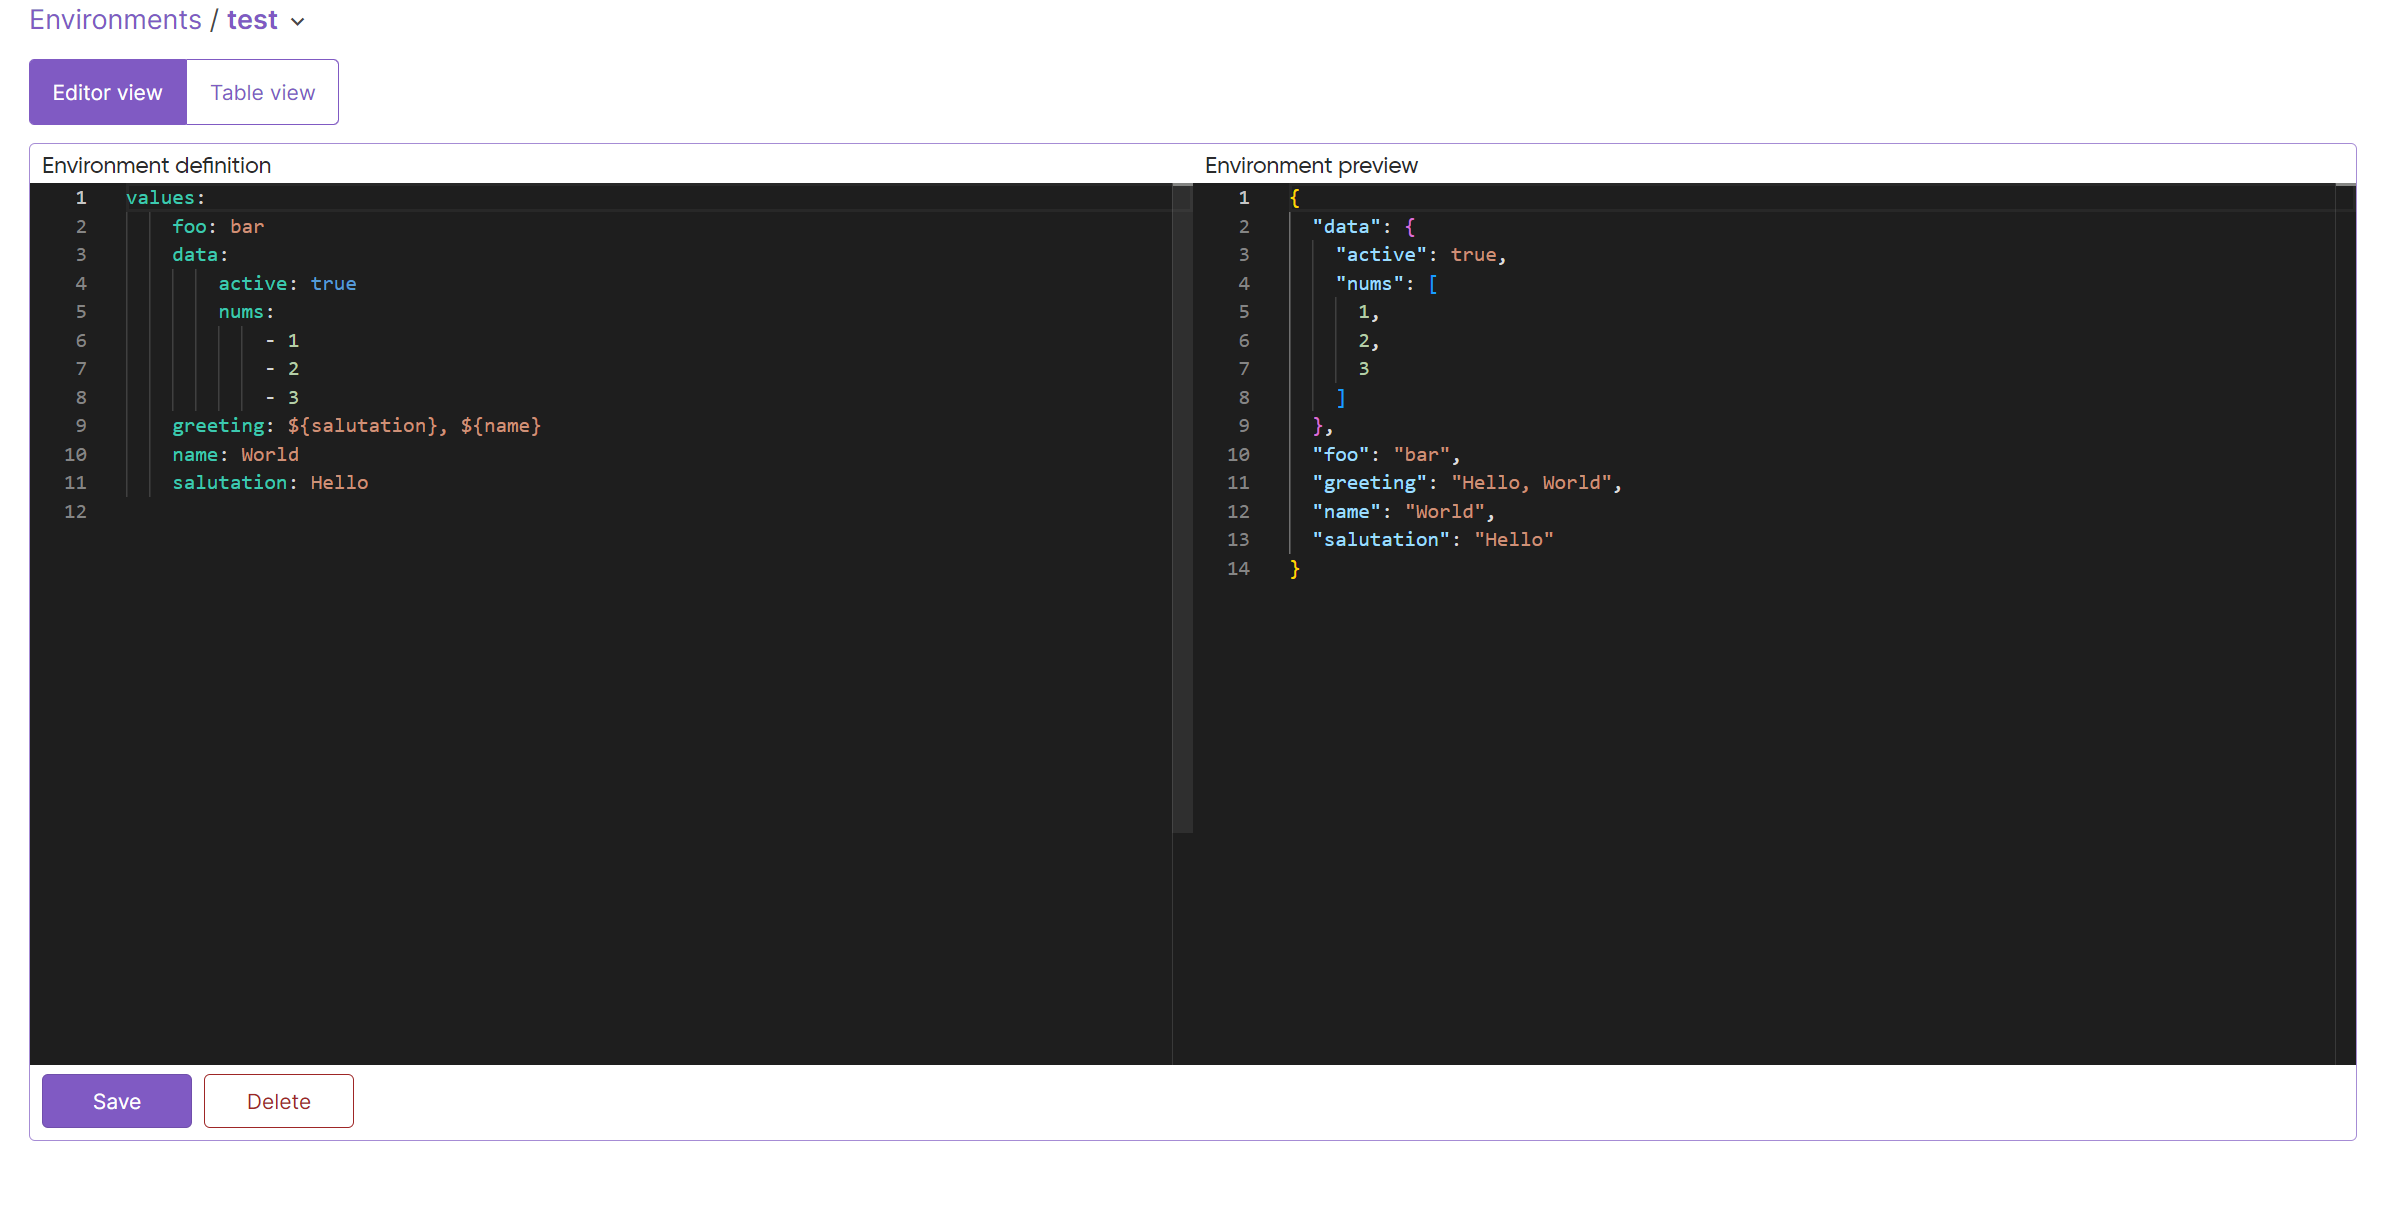 Environments / test
Editor view Table view
Environment definition
1 values:
2     foo: bar
3     data:
4         active: true
5         nums:
6             - 1
7             - 2
8             - 3
9     greeting: ${salutation}, ${name}
10     name: World
11     salutation: Hello
12
Environment preview
1 {
2   "data": {
3     "active": true,
4     "nums": [
5       1,
6       2,
7       3
8     ]
9   },
10   "foo": "bar",
11   "greeting": "Hello, World",
12   "name": "World",
13   "salutation": "Hello"
14 }
Save Delete